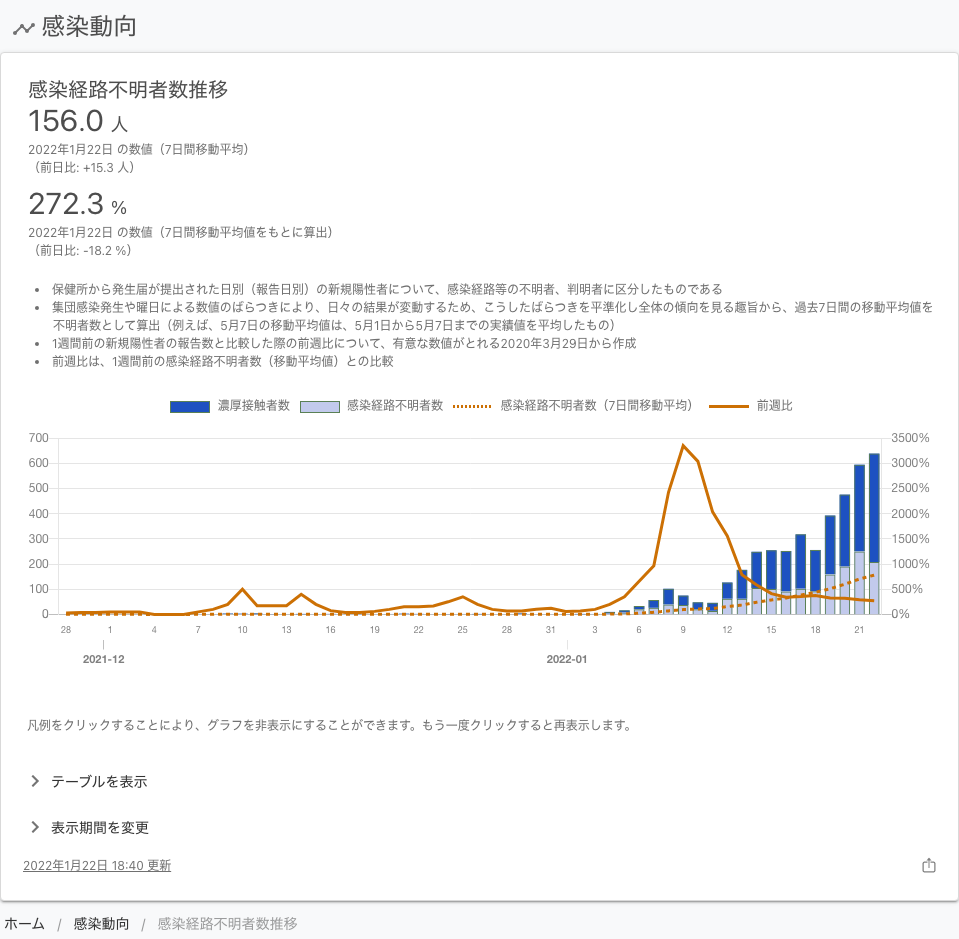 感染動向
感染経路不明者数推移
156.0 人
2022年1月22日 の数値（7日間移動平均）
（前日比: +15.3 人）
272.3 %
2022年1月22日 の数値（7日間移動平均値をもとに算出）
（前日比: -18.2 %）
• 保健所から発生届が提出された日別（報告日別）の新規陽性者について、感染経路等の不明者、判明者に区分したものである
• 集団感染発生や曜日による数値のばらつきにより、日々の結果が変動するため、こうしたばらつきを平準化し全体の傾向を見る趣旨から、過去7日間の移動平均値を
不明者数として算出（例えば、5月7日の移動平均値は、5月1日から5月7日までの実績値を平均したもの）
• 1週間前の新規陽性者の報告数と比較した際の前週比について、有意な数値がとれる2020年3月29日から作成
• 前週比は、1週間前の感染経路不明者数（移動平均値）との比較
濃厚接触者数 感染経路不明者数 感染経路不明者数（7日間移動平均） 前週比
700 3500%
600 3000%
500 2500%
400 2000%
300 1500%
200 1000%
100 500%
0 0%
28 1 4 7 10 13 16 19 22 25 28 31 3 6 9 12 15 18 21
2021-12 2022-01
凡例をクリックすることにより、グラフを非表示にすることができます。もう一度クリックすると再表示します。
テーブルを表示
表示期間を変更
2022年1月22日 18:40 更新
ホーム / 感染動向 / 感染経路不明者数推移